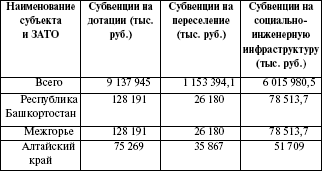 Наименование субъекта и ЗАТО
Субвенции на дотации (тыс. руб.)
Субвенции на переселение (тыс. руб.)
Субвенции на социально-инженерную инфраструктуру (тыс. руб.)
Всего 9 137 945 1 153 394,1 6 015 980,5
Республика Башкортостан 128 191 26 180 78 513,7
Межгорье 128 191 26 180 78 513,7
Алтайский край 75 269 35 867 51 709